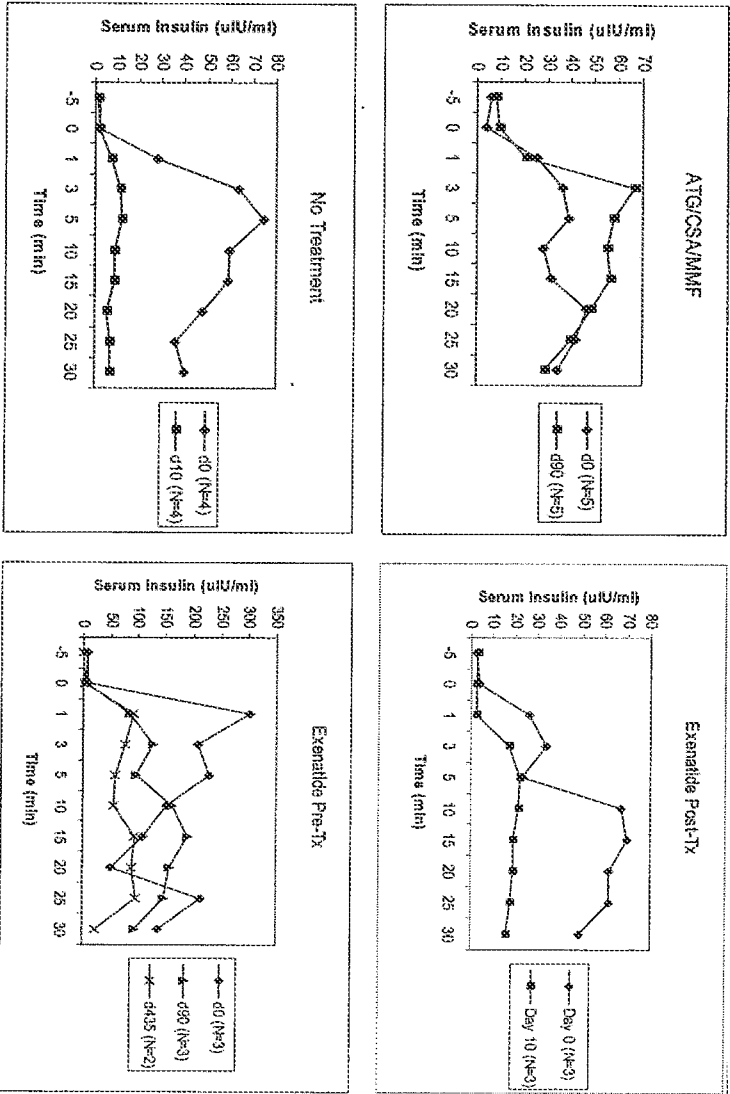 ATG/CSA/MMF
Serum Insulin (uIU/ml)
70
60
50
40
30
20
10
0
-5 0 1 3 5 10 15 20 25 30
Time (min)
d0 (N=5)
d90 (N=5)
Exenatide Post-Tx
Serum Insulin (uIU/ml)
80
70
60
50
40
30
20
10
0
-5 0 1 3 5 10 15 20 25 30
Time (min)
Day 0 (N=3)
Day 10 (N=3)
No Treatment
Serum Insulin (uIU/ml)
80
70
60
50
40
30
20
10
0
-5 0 1 3 5 10 15 20 25 30
Time (min)
d0 (N=4)
d10 (N=4)
Exenatide Pre-Tx
Serum Insulin (uIU/ml)
350
300
250
200
150
100
50
0
-5 0 1 3 5 10 15 20 25 30
Time (min)
d0 (N=3)
d90 (N=3)
d435 (N=2)